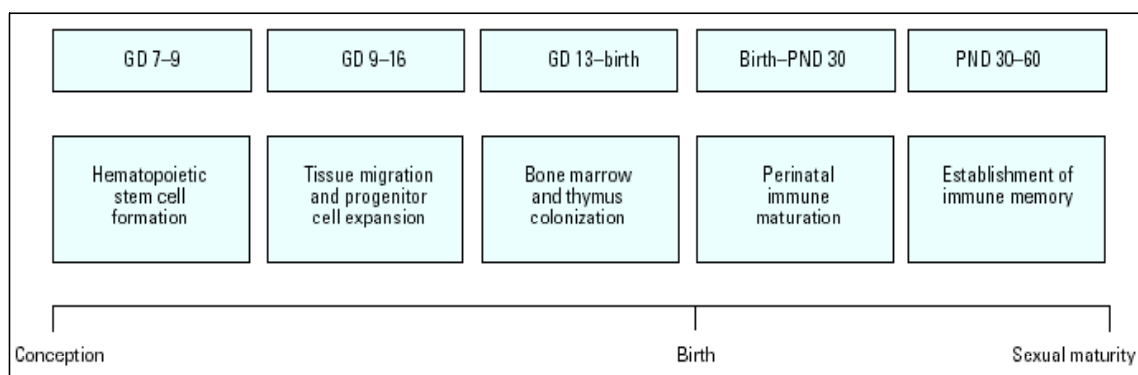 GD 7–9
GD 9–16
GD 13–birth
Birth–PND 30
PND 30–60
Hematopoietic
stem cell
formation
Tissue migration
and progenitor
cell expansion
Bone marrow
and thymus
colonization
Perinatal
immune
maturation
Establishment of
immune memory
Conception
Birth
Sexual maturity